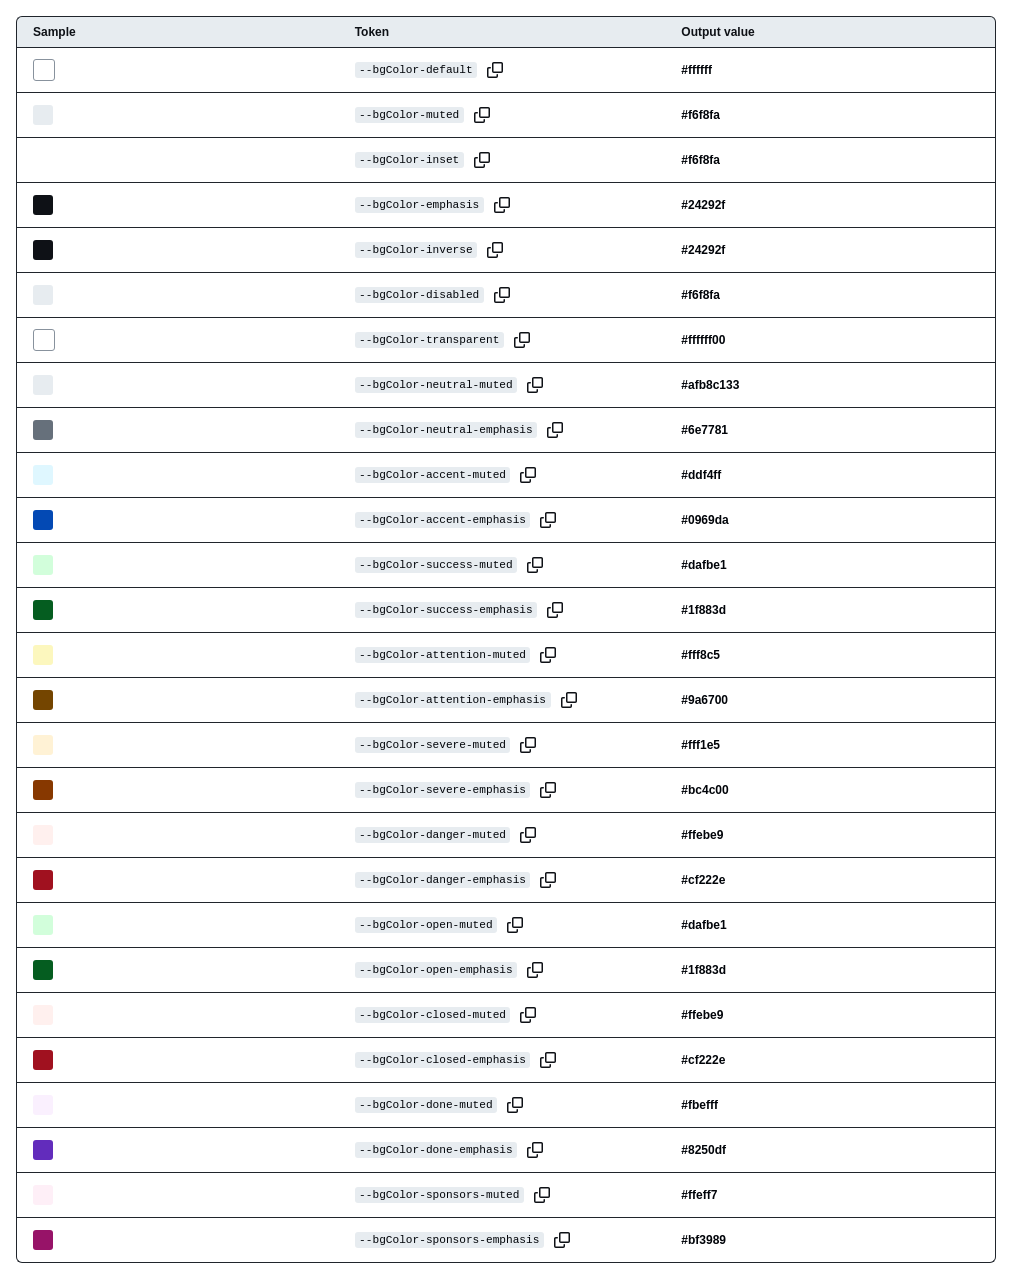 Sample Token Output value
--bgColor-default #ffffff
--bgColor-muted #f6f8fa
--bgColor-inset #f6f8fa
--bgColor-emphasis #24292f
--bgColor-inverse #24292f
--bgColor-disabled #f6f8fa
--bgColor-transparent #ffffff00
--bgColor-neutral-muted #afb8c133
--bgColor-neutral-emphasis #6e7781
--bgColor-accent-muted #ddf4ff
--bgColor-accent-emphasis #0969da
--bgColor-success-muted #dafbe1
--bgColor-success-emphasis #1f883d
--bgColor-attention-muted #fff8c5
--bgColor-attention-emphasis #9a6700
--bgColor-severe-muted #fff1e5
--bgColor-severe-emphasis #bc4c00
--bgColor-danger-muted #ffebe9
--bgColor-danger-emphasis #cf222e
--bgColor-open-muted #dafbe1
--bgColor-open-emphasis #1f883d
--bgColor-closed-muted #ffebe9
--bgColor-closed-emphasis #cf222e
--bgColor-done-muted #fbefff
--bgColor-done-emphasis #8250df
--bgColor-sponsors-muted #ffeff7
--bgColor-sponsors-emphasis #bf3989